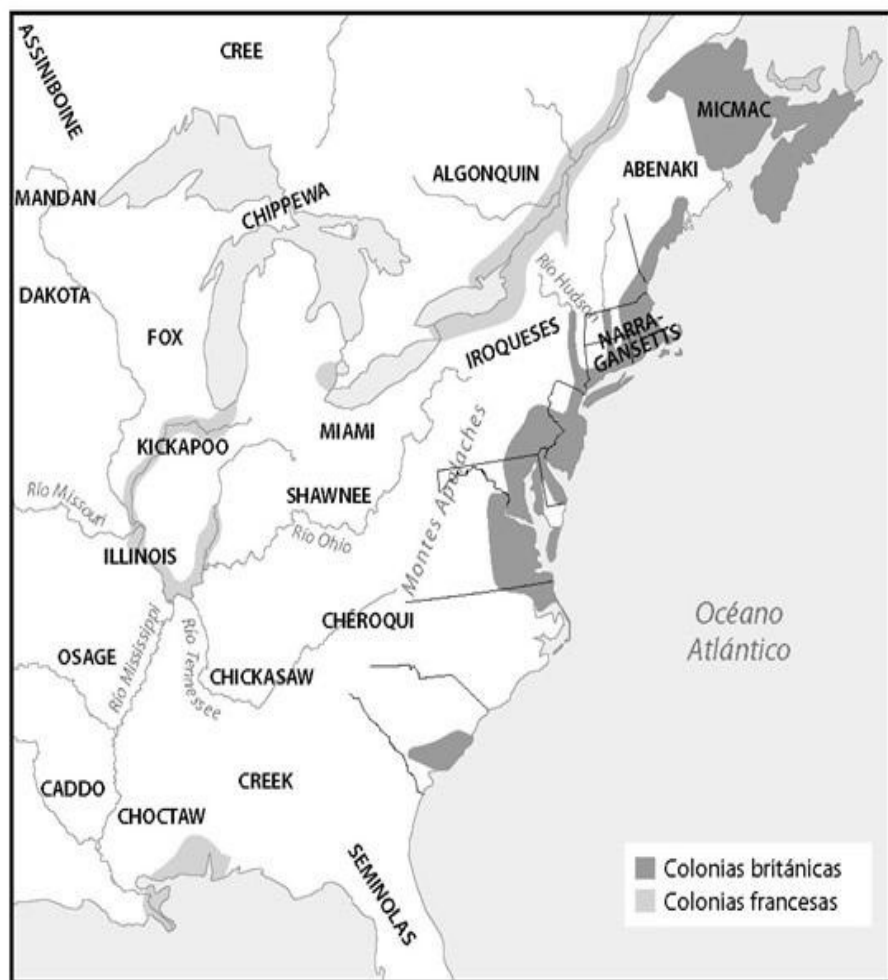 ASSINIBOINE
CREE
MICMAC
ALGONQUIN
ABENAKI
MANDAN
CHIPPEWA
DAKOTA
Río Hudson
FOX
NARRA-
GANSETTS
IROQUESES
MIAMI
KICKAPOO
Montes Apalaches
SHAWNEE
Río Missouri
Río Ohio
ILLINOIS
CHÉROQUI
Océano
Atlántico
OSAGE
Río Mississippi
Río Tennessee
CHICKASAW
CREEK
CADDO
CHOCTAW
SEMINOLAS
Colonias británicas
Colonias francesas